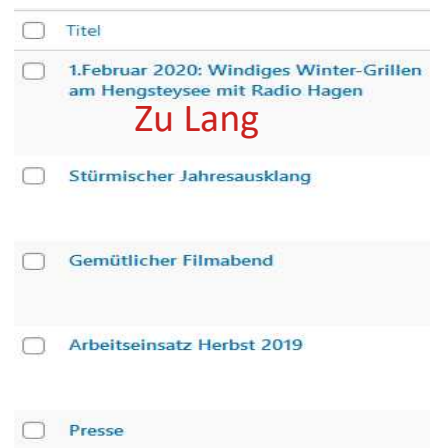 Titel
1.Februar 2020: Windiges Winter-Grillen
am Hengsteysee mit Radio Hagen
Zu Lang
Stürmischer Jahresausklang
Gemütlicher Filmabend
Arbeitseinsatz Herbst 2019
Presse